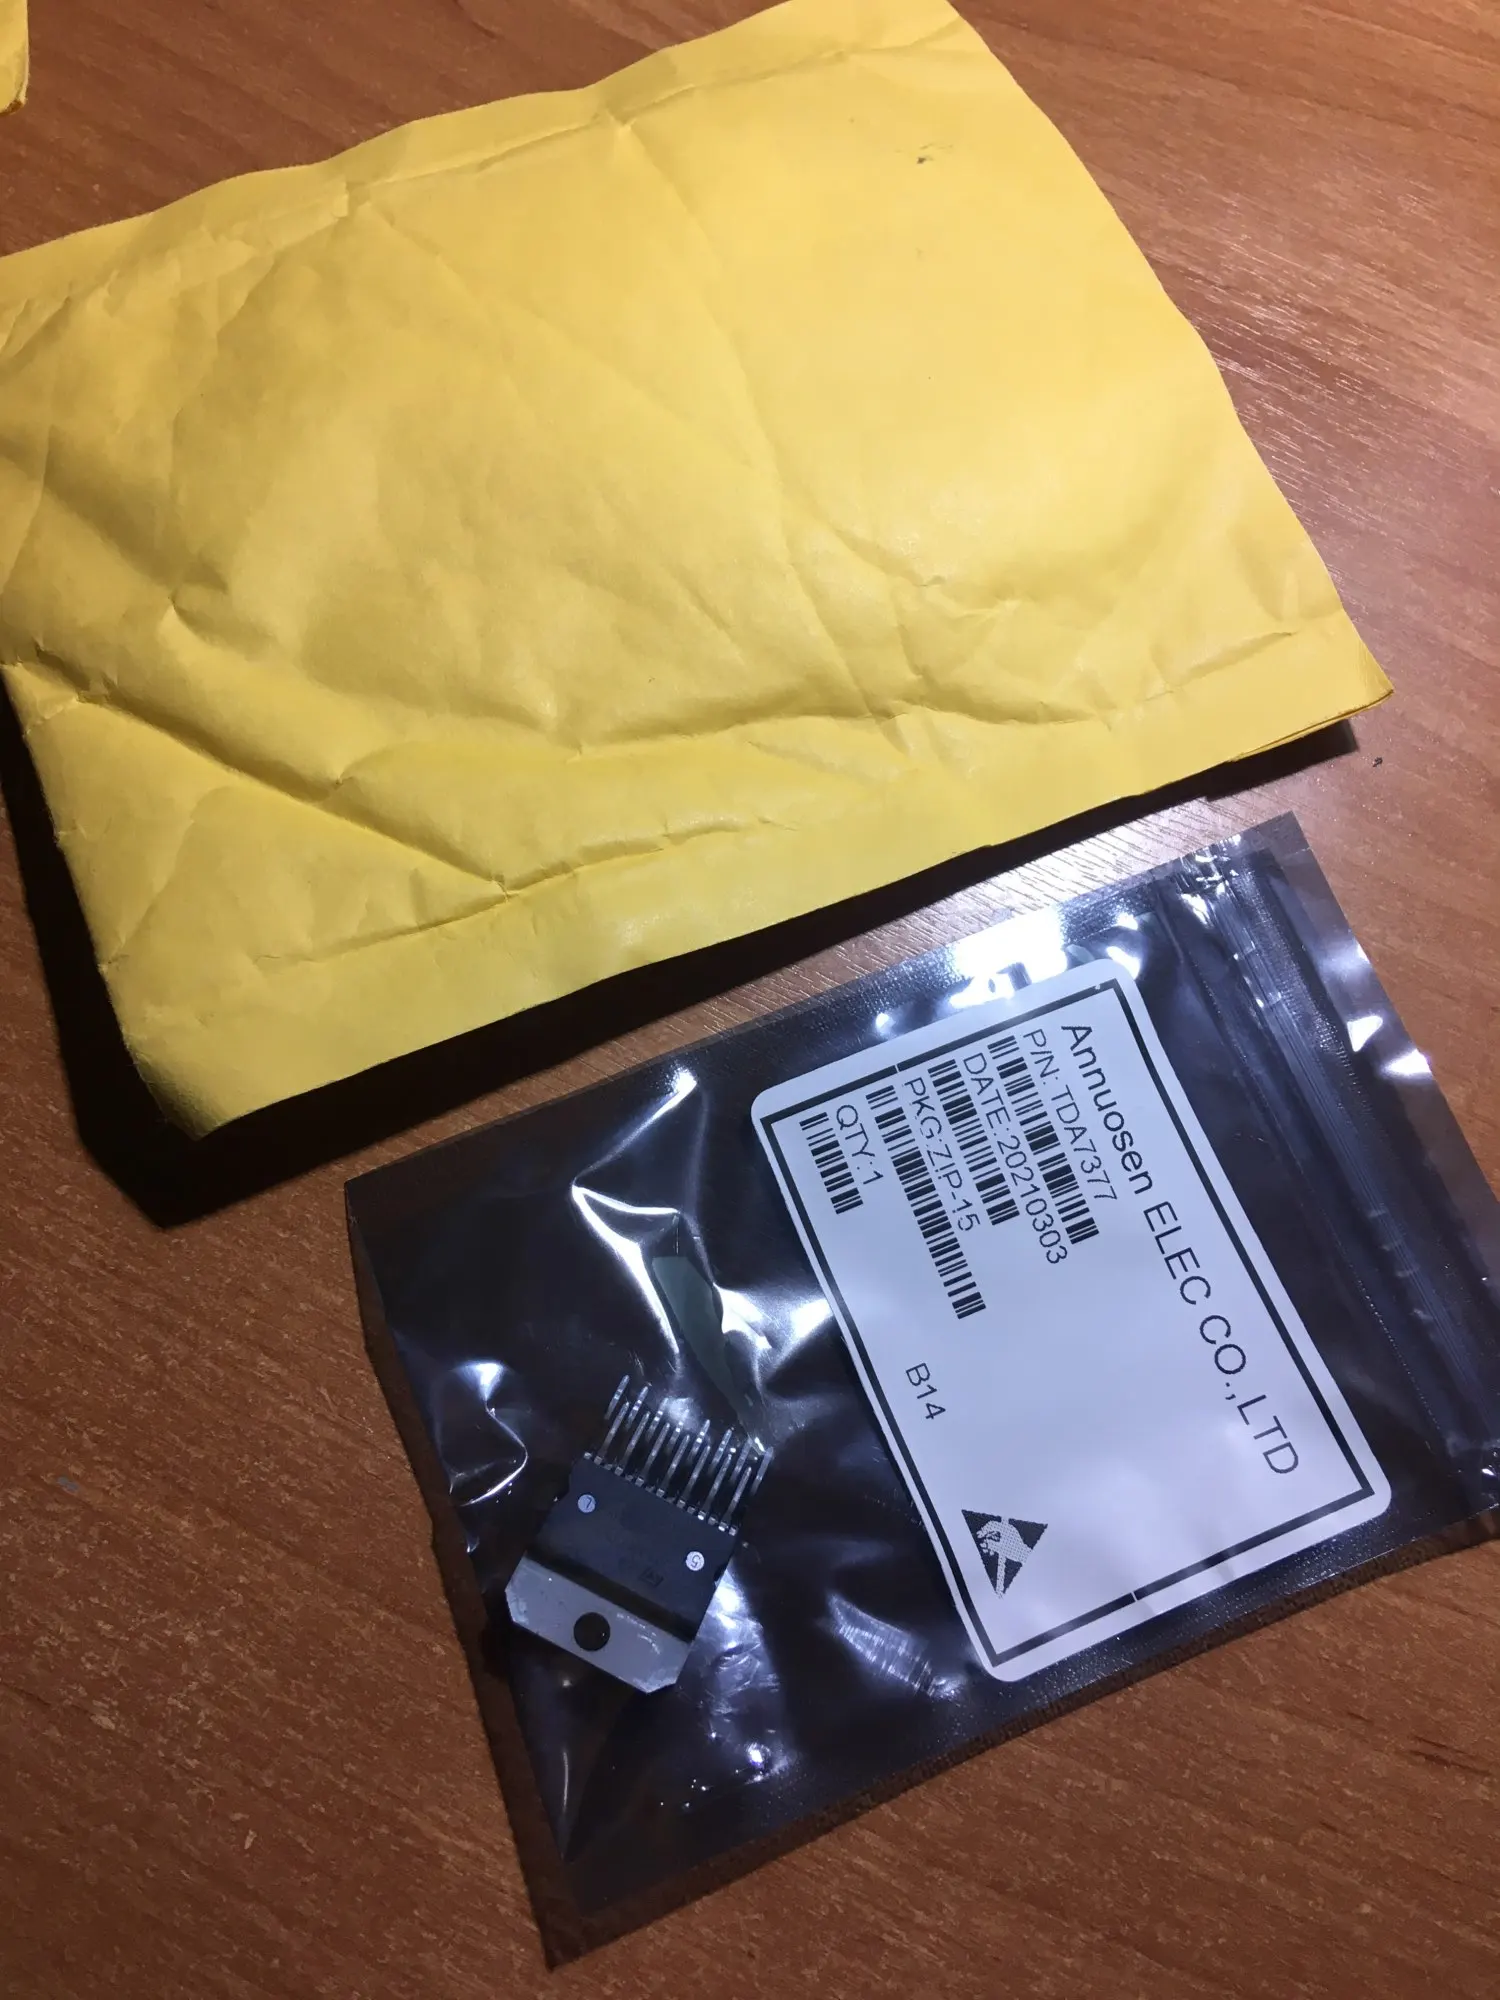 Annuosen ELEC CO.,LTD
P/N: TDA7377
DATE:20210303
PKG:ZIP-15
QTY:1
B14